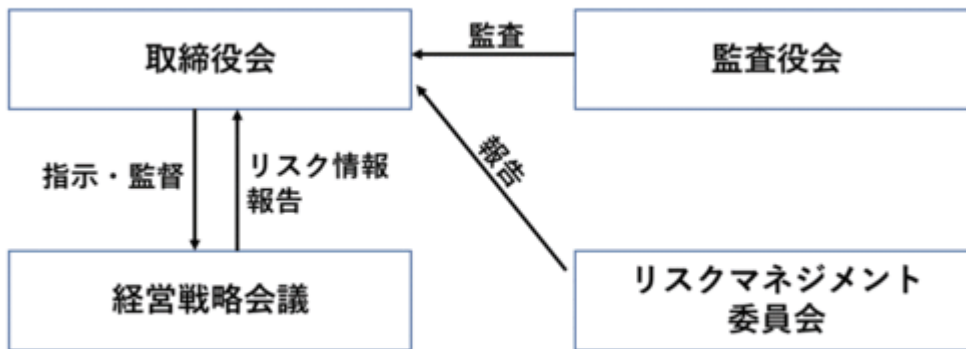 取締役会
監査
監査役会
指示・監督
リスク情報
報告
報告
経営戦略会議
リスクマネジメント
委員会